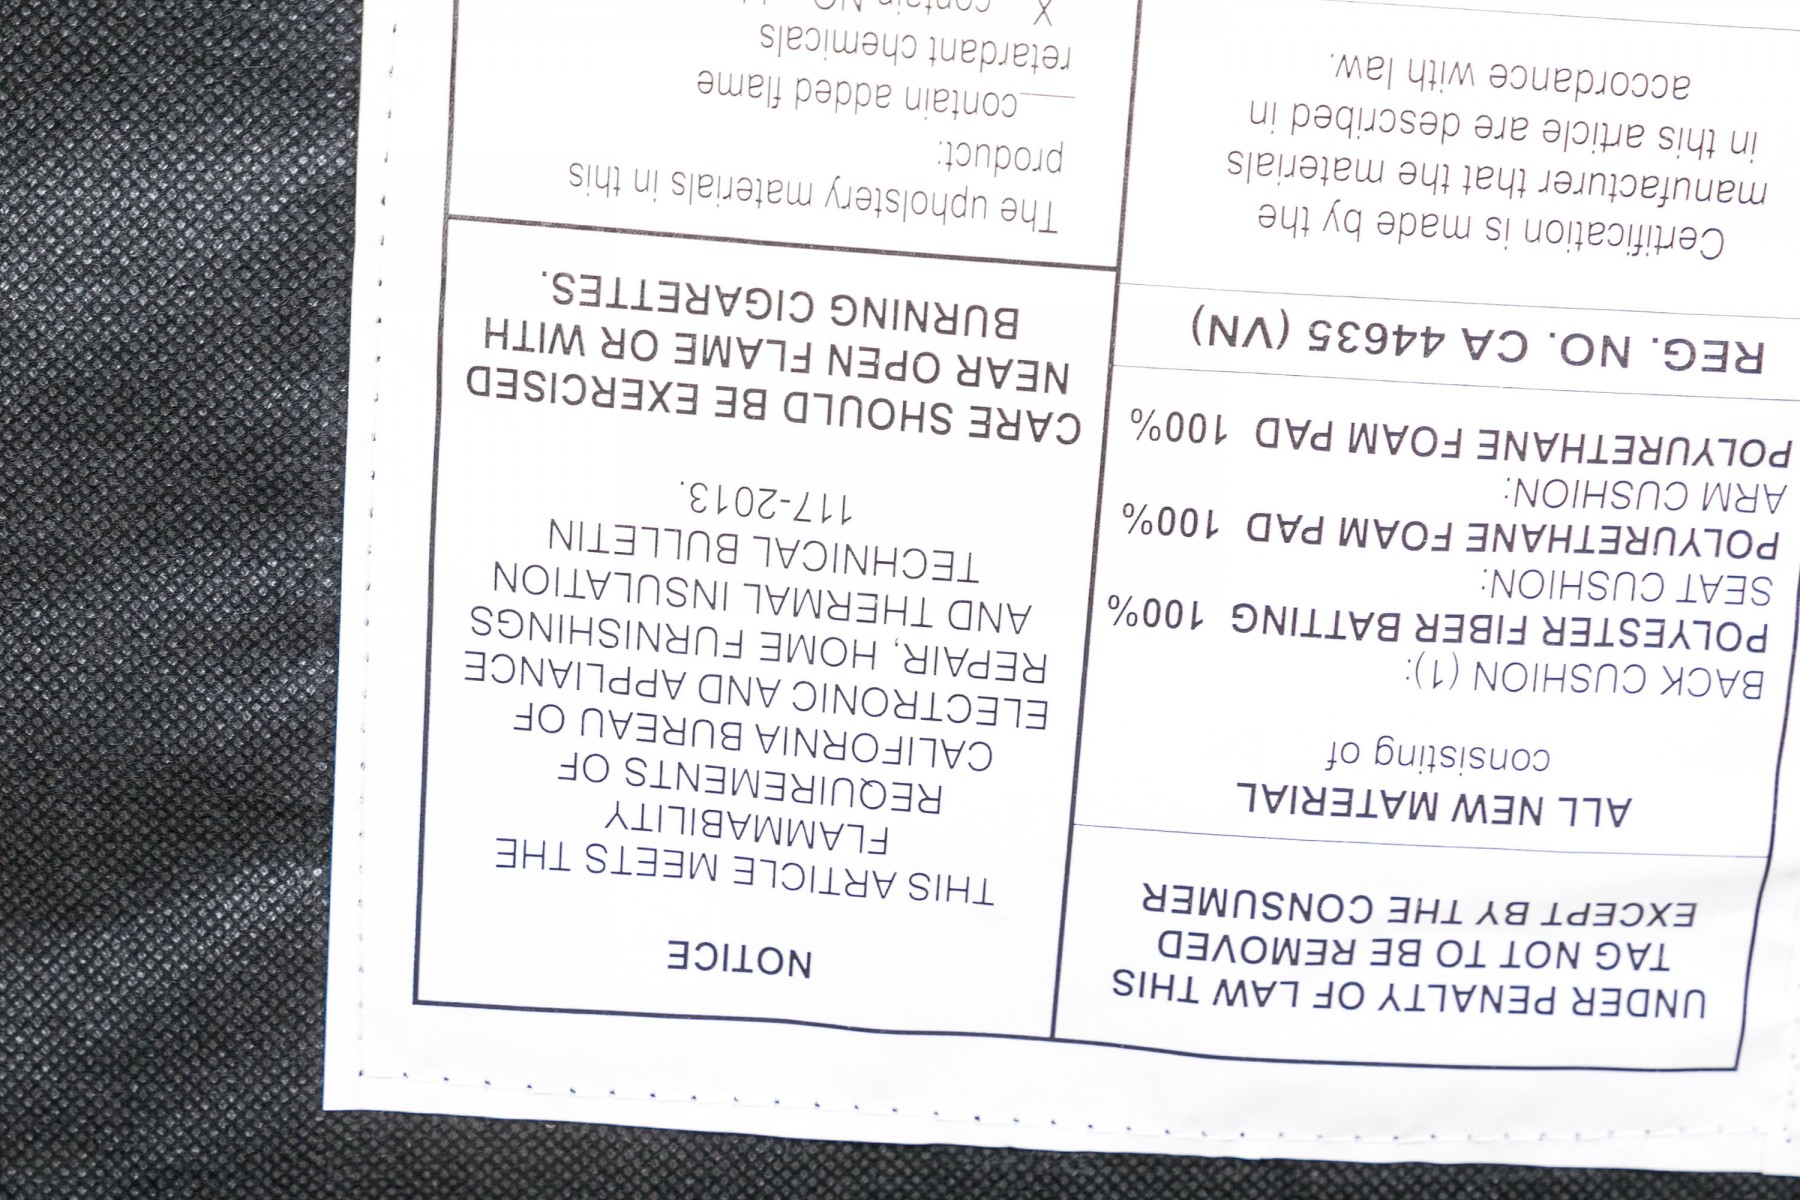 UNDER PENALTY OF LAW THIS
TAG NOT TO BE REMOVED
EXCEPT BY THE CONSUMER
ALL NEW MATERIAL
consisting of
BACK CUSHION (1):
POLYESTER FIBER BATTING 100%
SEAT CUSHION:
POLYURETHANE FOAM PAD 100%
ARM CUSHION:
POLYURETHANE FOAM PAD 100%
REG. NO. CA 44635 (VN)
Certification is made by the
manufacturer that the materials
in this article are described in
accordance with law.
NOTICE
THIS ARTICLE MEETS THE
FLAMMABILITY
REQUIREMENTS OF
CALIFORNIA BUREAU OF
ELECTRONIC AND APPLIANCE
REPAIR, HOME FURNISHINGS
AND THERMAL INSULATION
TECHNICAL BULLETIN
117-2013.
CARE SHOULD BE EXERCISED
NEAR OPEN FLAME OR WITH
BURNING CIGARETTES.
The upholstery materials in this
product:
___contain added flame
retardant chemicals
X contain NO